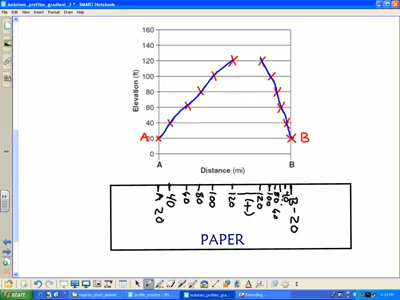 isolines_profiles_gradient_2 * - SMART Notebook
File Edit View Insert Format Draw Help
160
140
120
100
80
60
40
20
0
Elevation (ft)
A
B
A
B
Distance (mi)
A 20
40
60
80
100
120
(+)
120
100
80
60
40
B-20
PAPER
start
Recording...